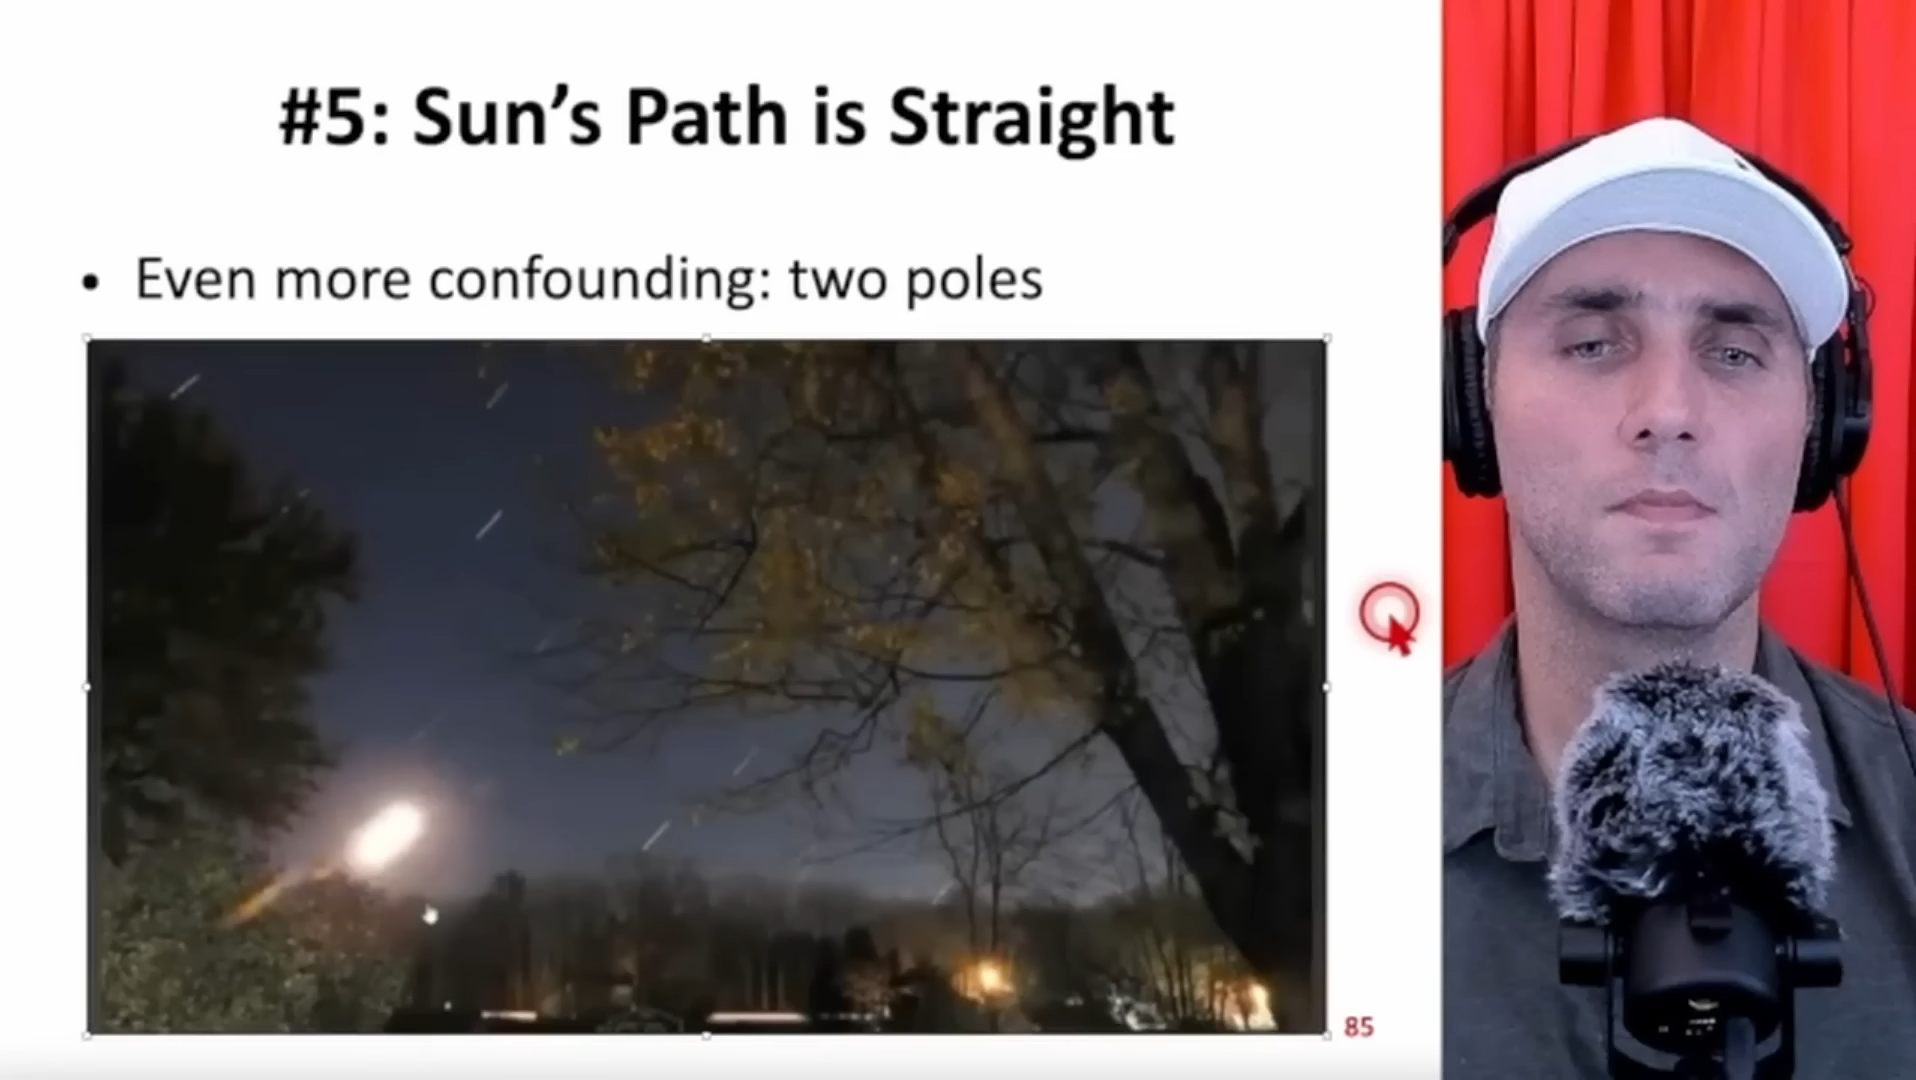 #5: Sun’s Path is Straight
• Even more confounding: two poles
85